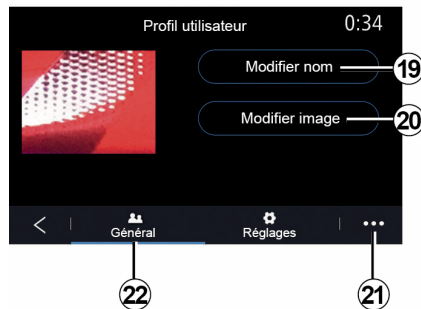 Profil utilisateur 0:34
Modifier nom 19
Modifier image 20
Général Réglages
22 21